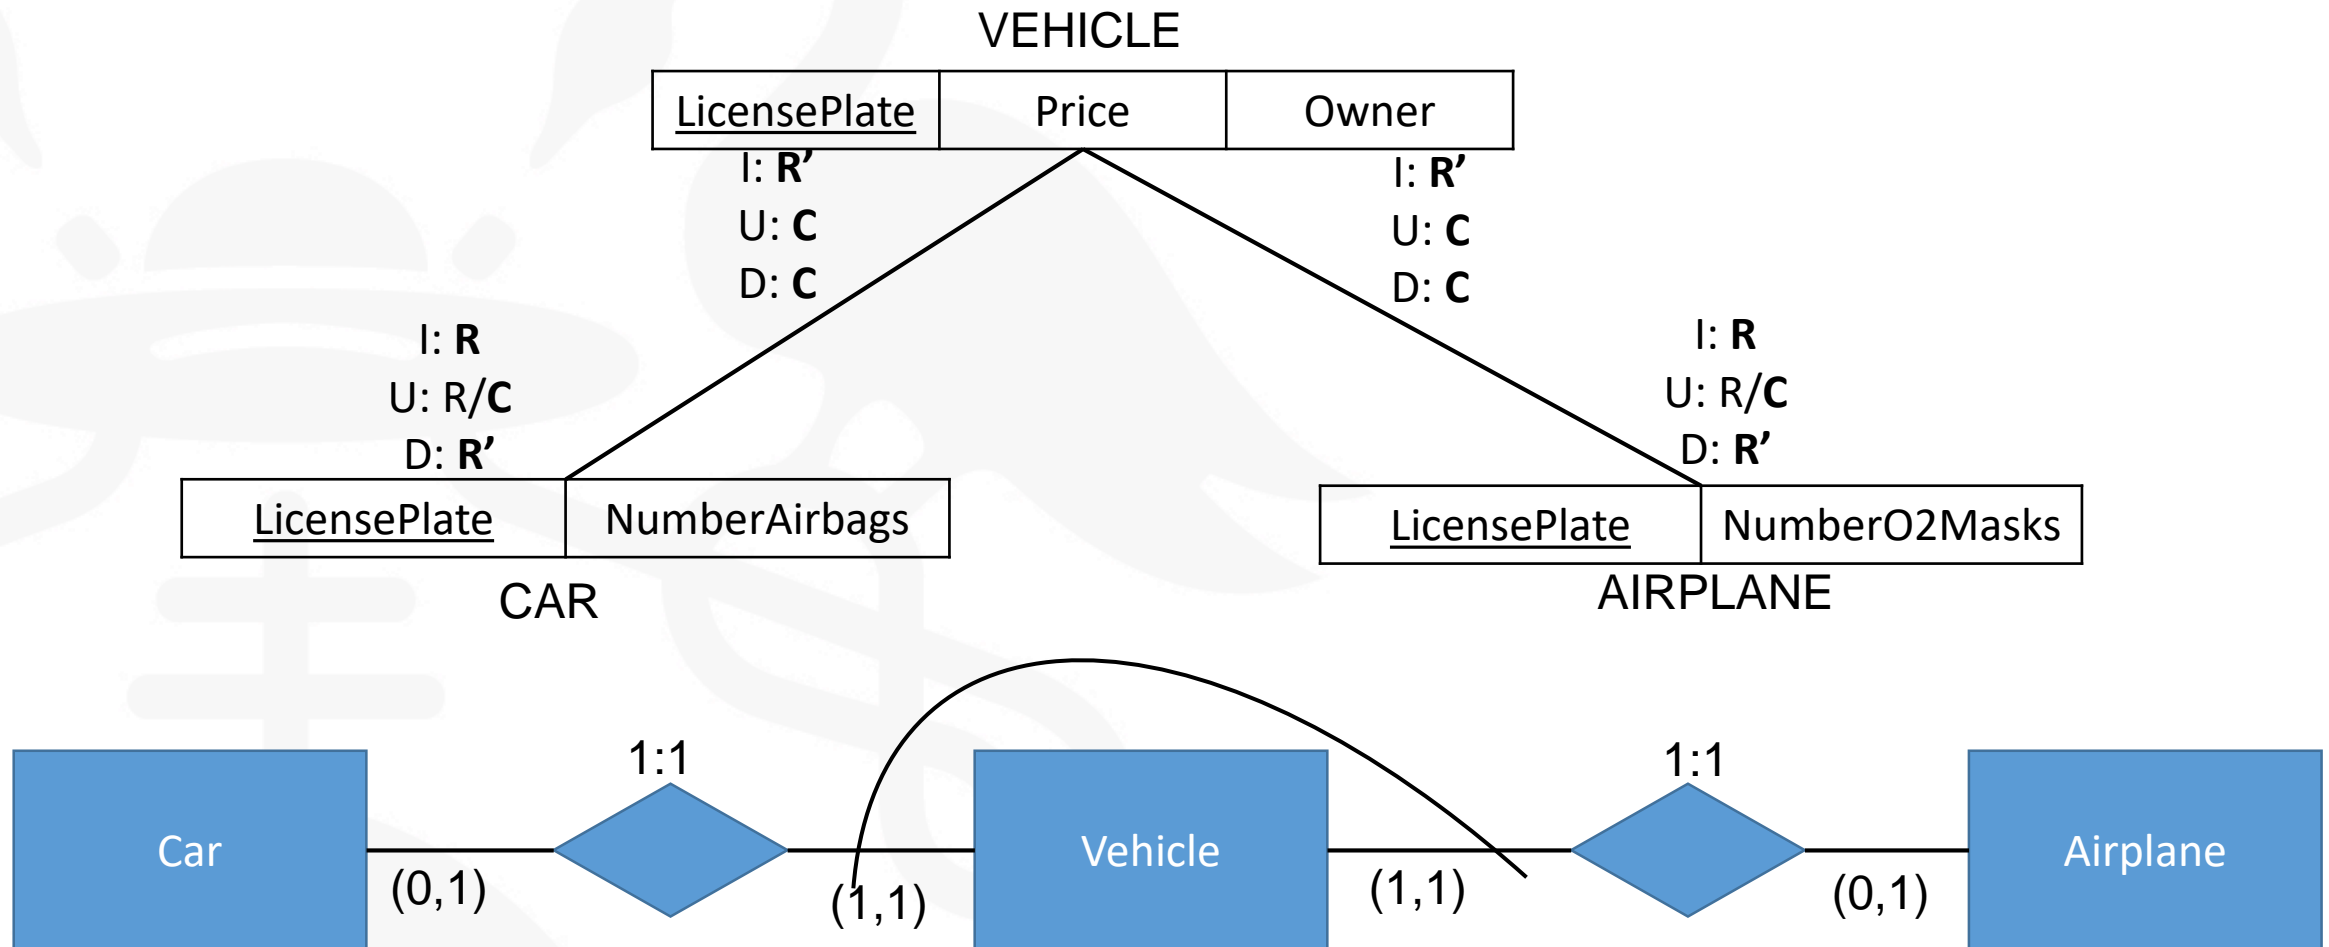 VEHICLE
LicensePlate Price Owner
I: R’
U: C
D: C
I: R’
U: C
D: C
I: R
U: R/C
D: R’
I: R
U: R/C
D: R’
LicensePlate NumberAirbags
CAR
LicensePlate NumberO2Masks
AIRPLANE
1:1 1:1
Car Vehicle Airplane
(0,1) (1,1) (1,1) (0,1)